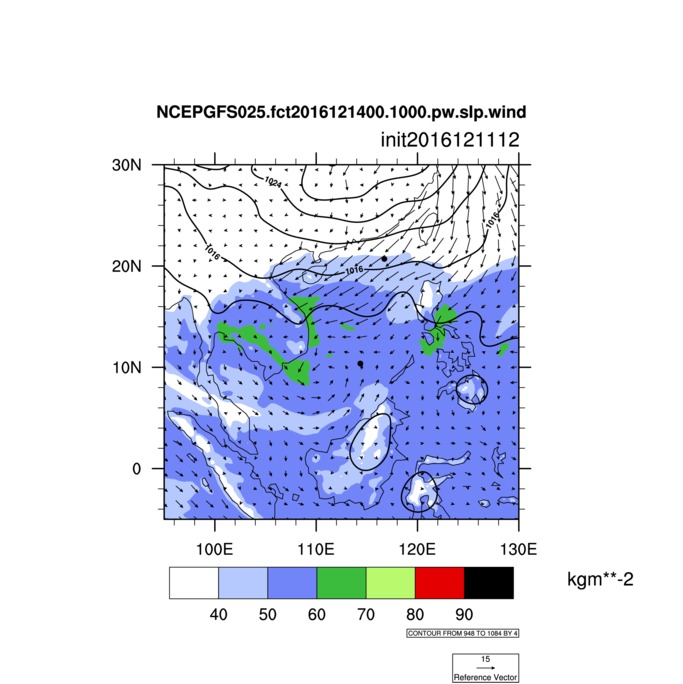 NCEPGFS025.fct2016121400.1000.pw.slp.wind
init2016121112
30N
1024
1016
1016
20N
1016
10N
0
100E 110E 120E 130E
kgm**-2
40 50 60 70 80 90
CONTOUR FROM 948 TO 1084 BY 4
15
Reference Vector